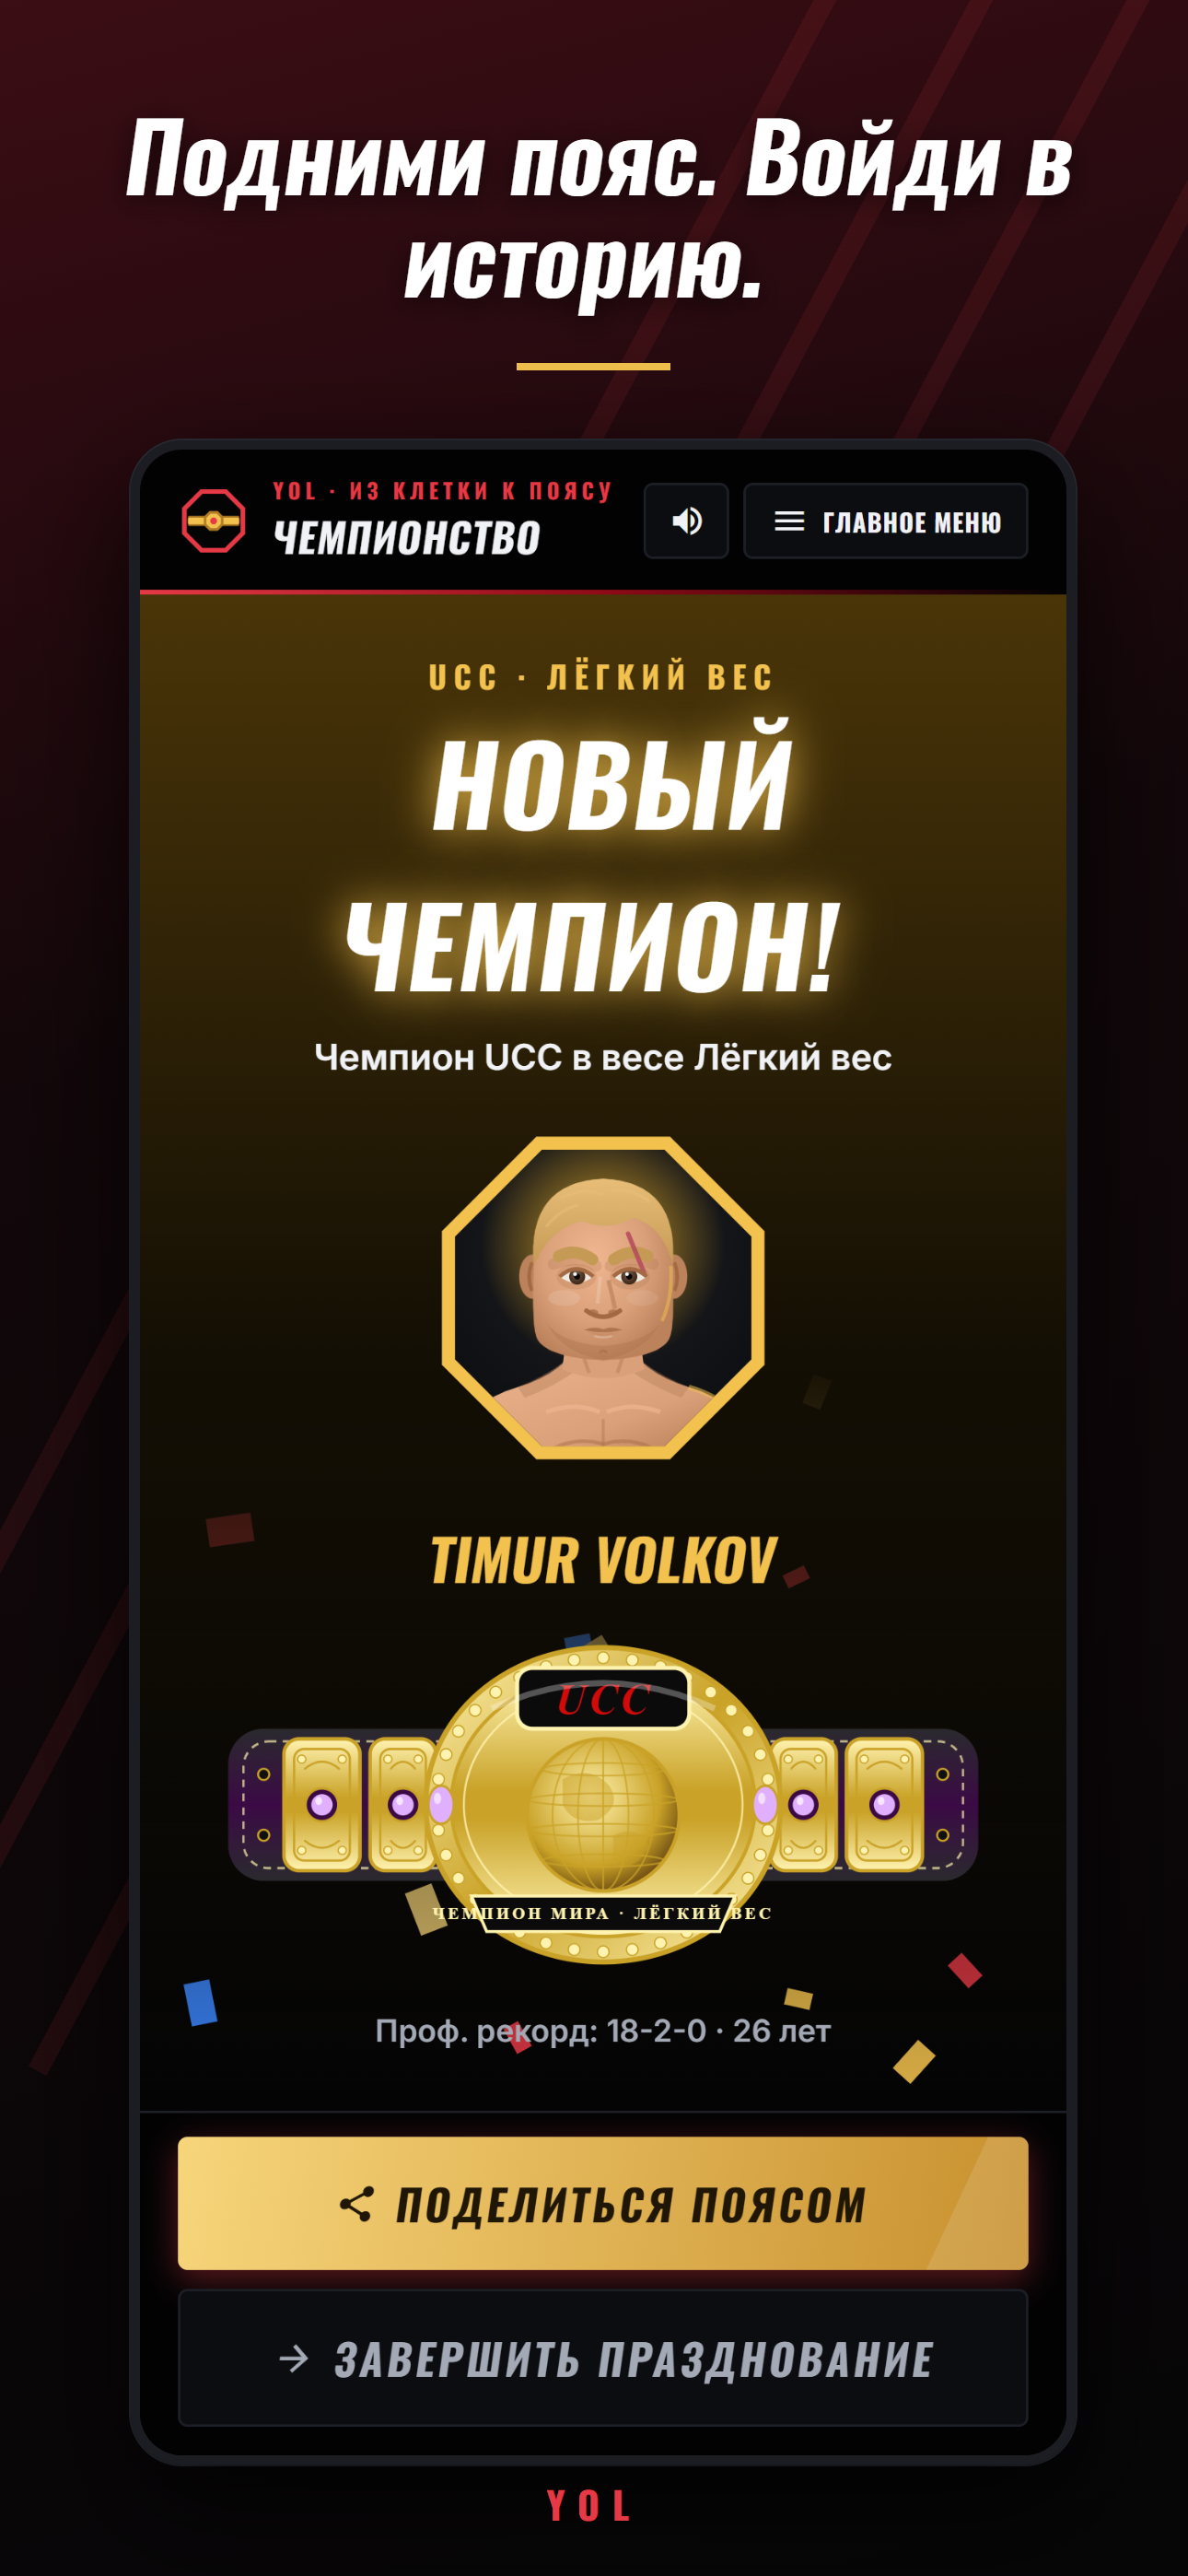 Подними пояс. Войди в
историю.
YOL · ИЗ КЛЕТКИ К ПОЯСУ
ЧЕМПИОНСТВО
ГЛАВНОЕ МЕНЮ
UCC · ЛЁГКИЙ ВЕС
НОВЫЙ
ЧЕМПИОН!
Чемпион UCC в весе Лёгкий вес
TIMUR VOLKOV
UCC
ЧЕМПИОН МИРА · ЛЁГКИЙ ВЕС
Проф. рекорд: 18-2-0 · 26 лет
ПОДЕЛИТЬСЯ ПОЯСОМ
ЗАВЕРШИТЬ ПРАЗДНОВАНИЕ
YOL